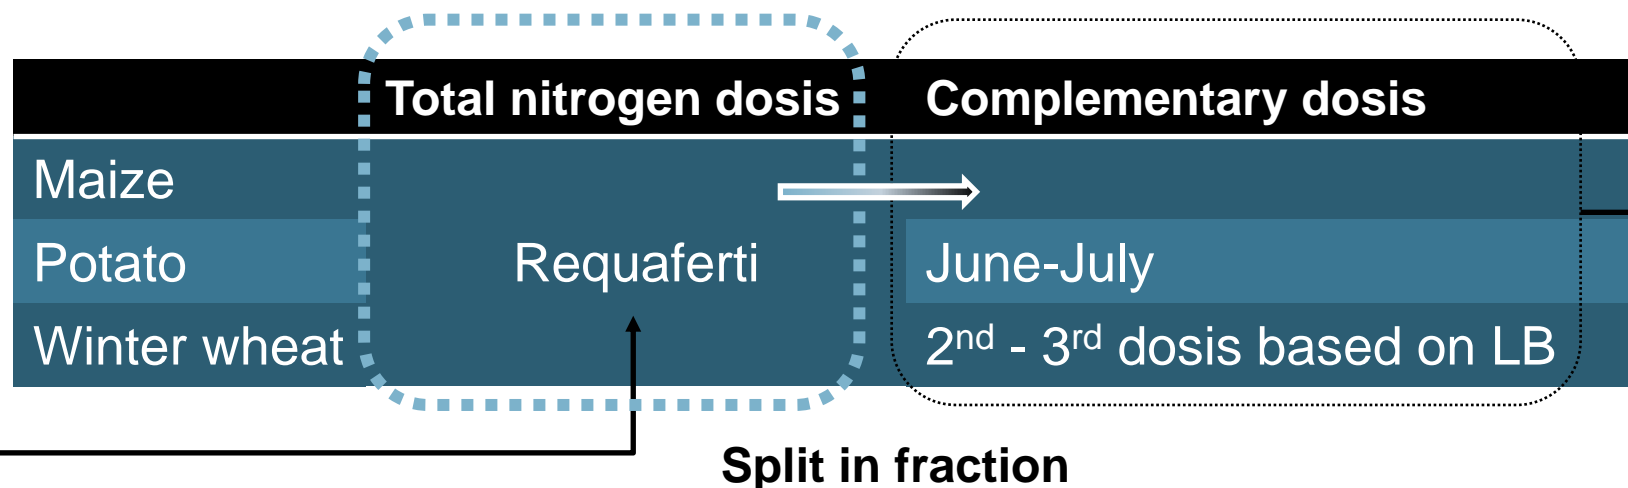 Total nitrogen dosis Complementary dosis
Maize
Potato Requaferti June-July
Winter wheat 2nd - 3rd dosis based on LB
Split in fraction